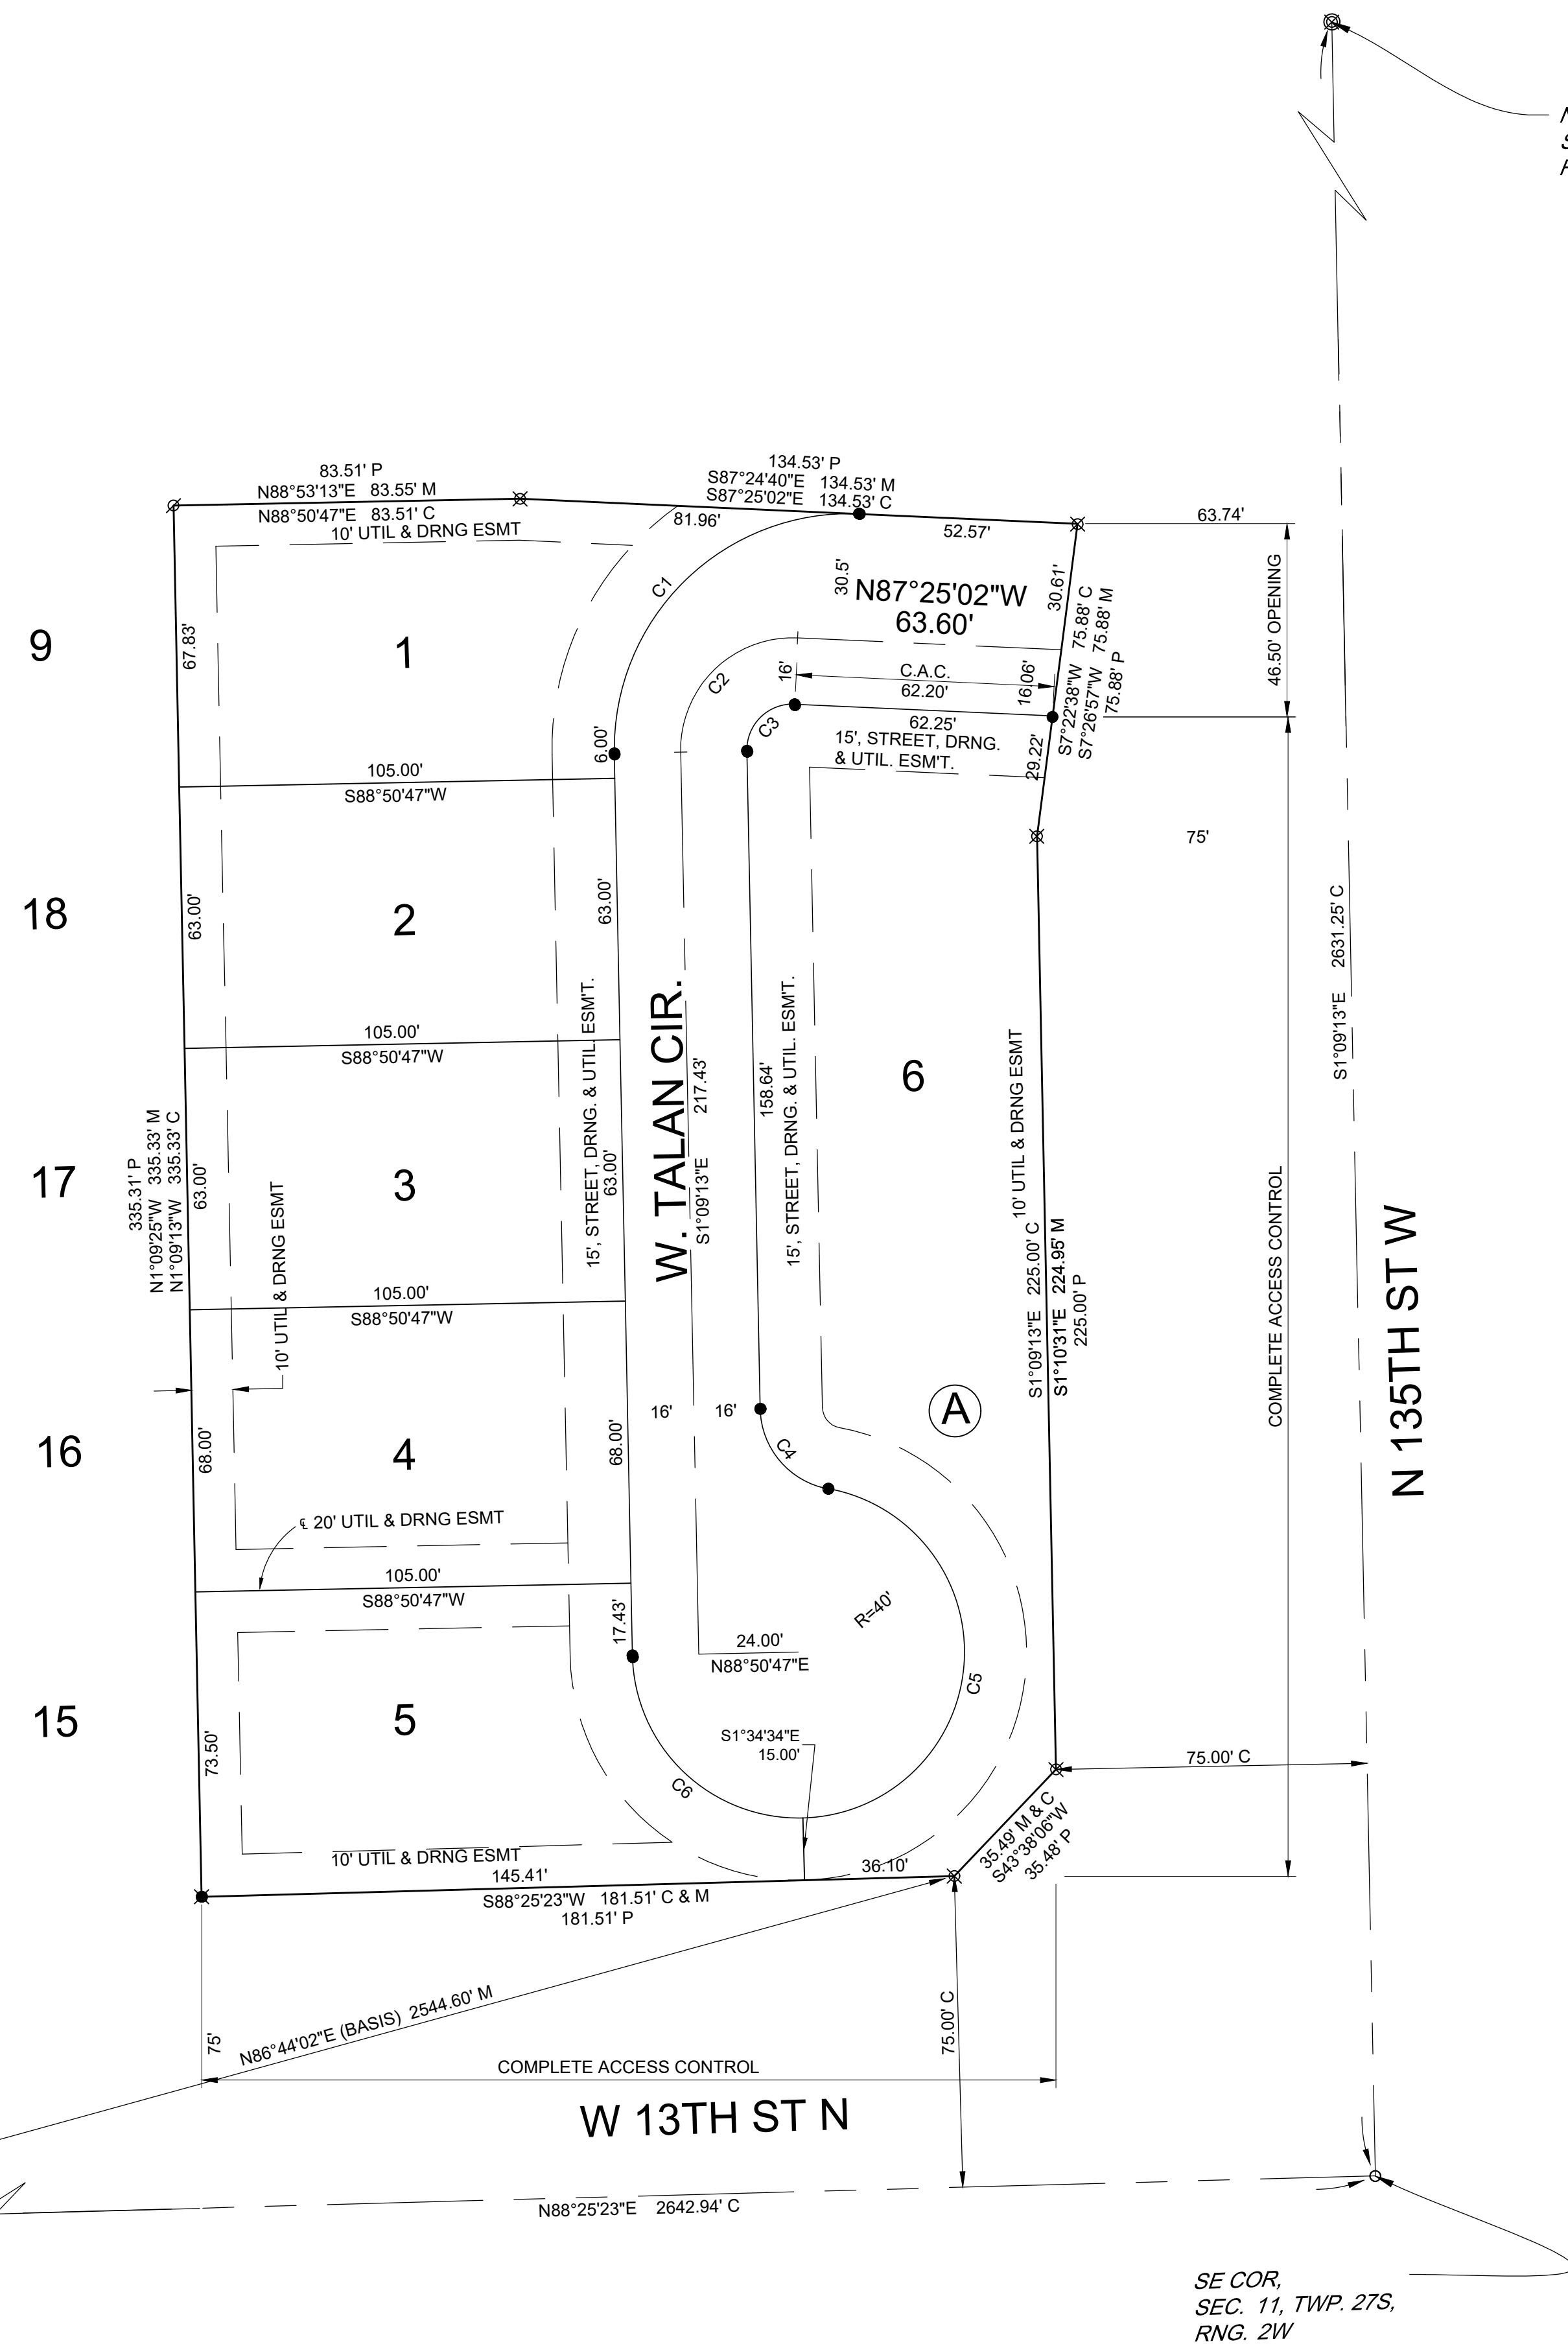 134.53' P
S87°24'40"E 134.53' M
S87°25'02"E 134.53' C
83.51' P
N88°53'13"E 83.55' M
N88°50'47"E 83.51' C
10' UTIL & DRNG ESMT
81.96'
52.57'
63.74'
46.50' OPENING
C1
30.5'
N87°25'02"W
63.60'
30.61'
75.88' C
S7°22'38"W 75.88' M
S7°26'57"W
75.88' P
9
67.83'
1
C2
16'
C.A.C.
62.20'
16.06'
C3
62.25'
15', STREET, DRNG.
& UTIL. ESM'T.
29.22'
6.00'
105.00'
S88°50'47"W
75'
18
63.00'
2
63.00'
S1°09'13"E 2631.25' C
15', STREET, DRNG. & UTIL. ESM'T.
W. TALAN CIR.
S1°09'13"E 217.43'
158.64'
15', STREET, DRNG. & UTIL. ESM'T.
6
10' UTIL & DRNG ESMT
105.00'
S88°50'47"W
335.31' P
N1°09'25"W 335.33' M
N1°09'13"W 335.33' C
17
63.00'
3
63.00'
10' UTIL & DRNG ESMT
S1°09'13"E 225.00' C
S1°10'31"E 224.95' M
225.00' P
COMPLETE ACCESS CONTROL
N 135TH ST W
105.00'
S88°50'47"W
16
68.00'
4
68.00'
16'
16'
A
C4
℄ 20' UTIL & DRNG ESMT
105.00'
S88°50'47"W
R=40'
17.43'
24.00'
N88°50'47"E
C5
15
73.50'
5
S1°34'34"E
15.00'
C6
75.00' C
35.49' M & C
S43°38'06"W
35.48' P
10' UTIL & DRNG ESMT
145.41'
36.10'
S88°25'23"W 181.51' C & M
181.51' P
N86°44'02"E (BASIS) 2544.60' M
75'
75.00' C
COMPLETE ACCESS CONTROL
W 13TH ST N
N88°25'23"E 2642.94' C
SE COR,
SEC. 11, TWP. 27S,
RNG. 2W